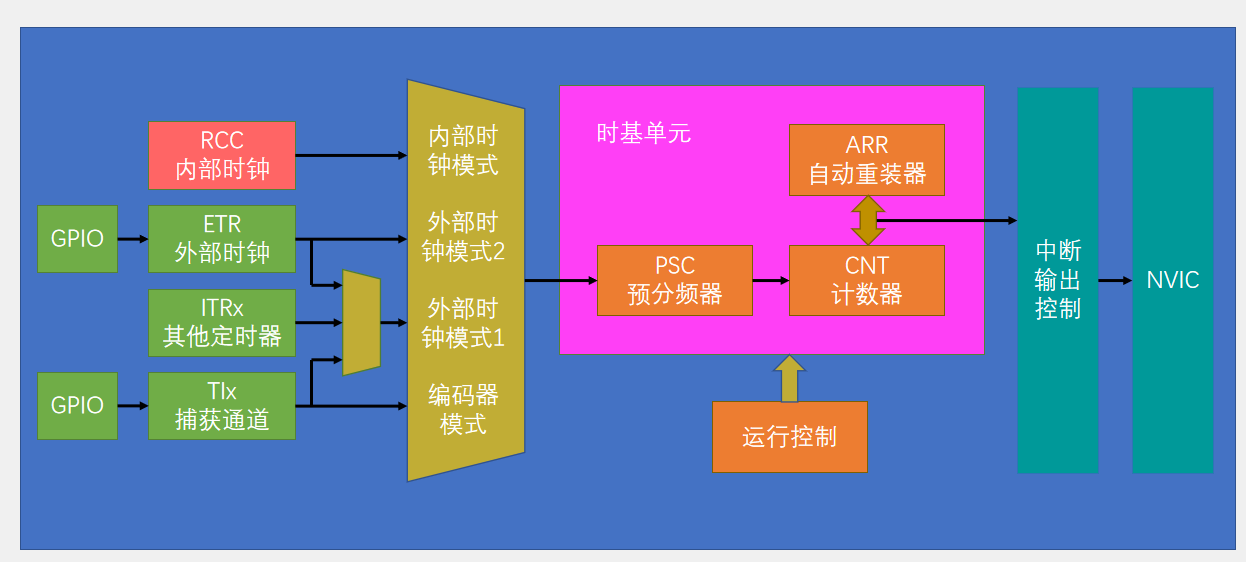 RCC
内部时钟
GPIO
ETR
外部时钟
ITRx
其他定时器
GPIO
TIx
捕获通道
内部时
钟模式
外部时
钟模式2
外部时
钟模式1
编码器
模式
时基单元
ARR
自动重装器
PSC
预分频器
CNT
计数器
运行控制
中断
输出
控制
NVIC